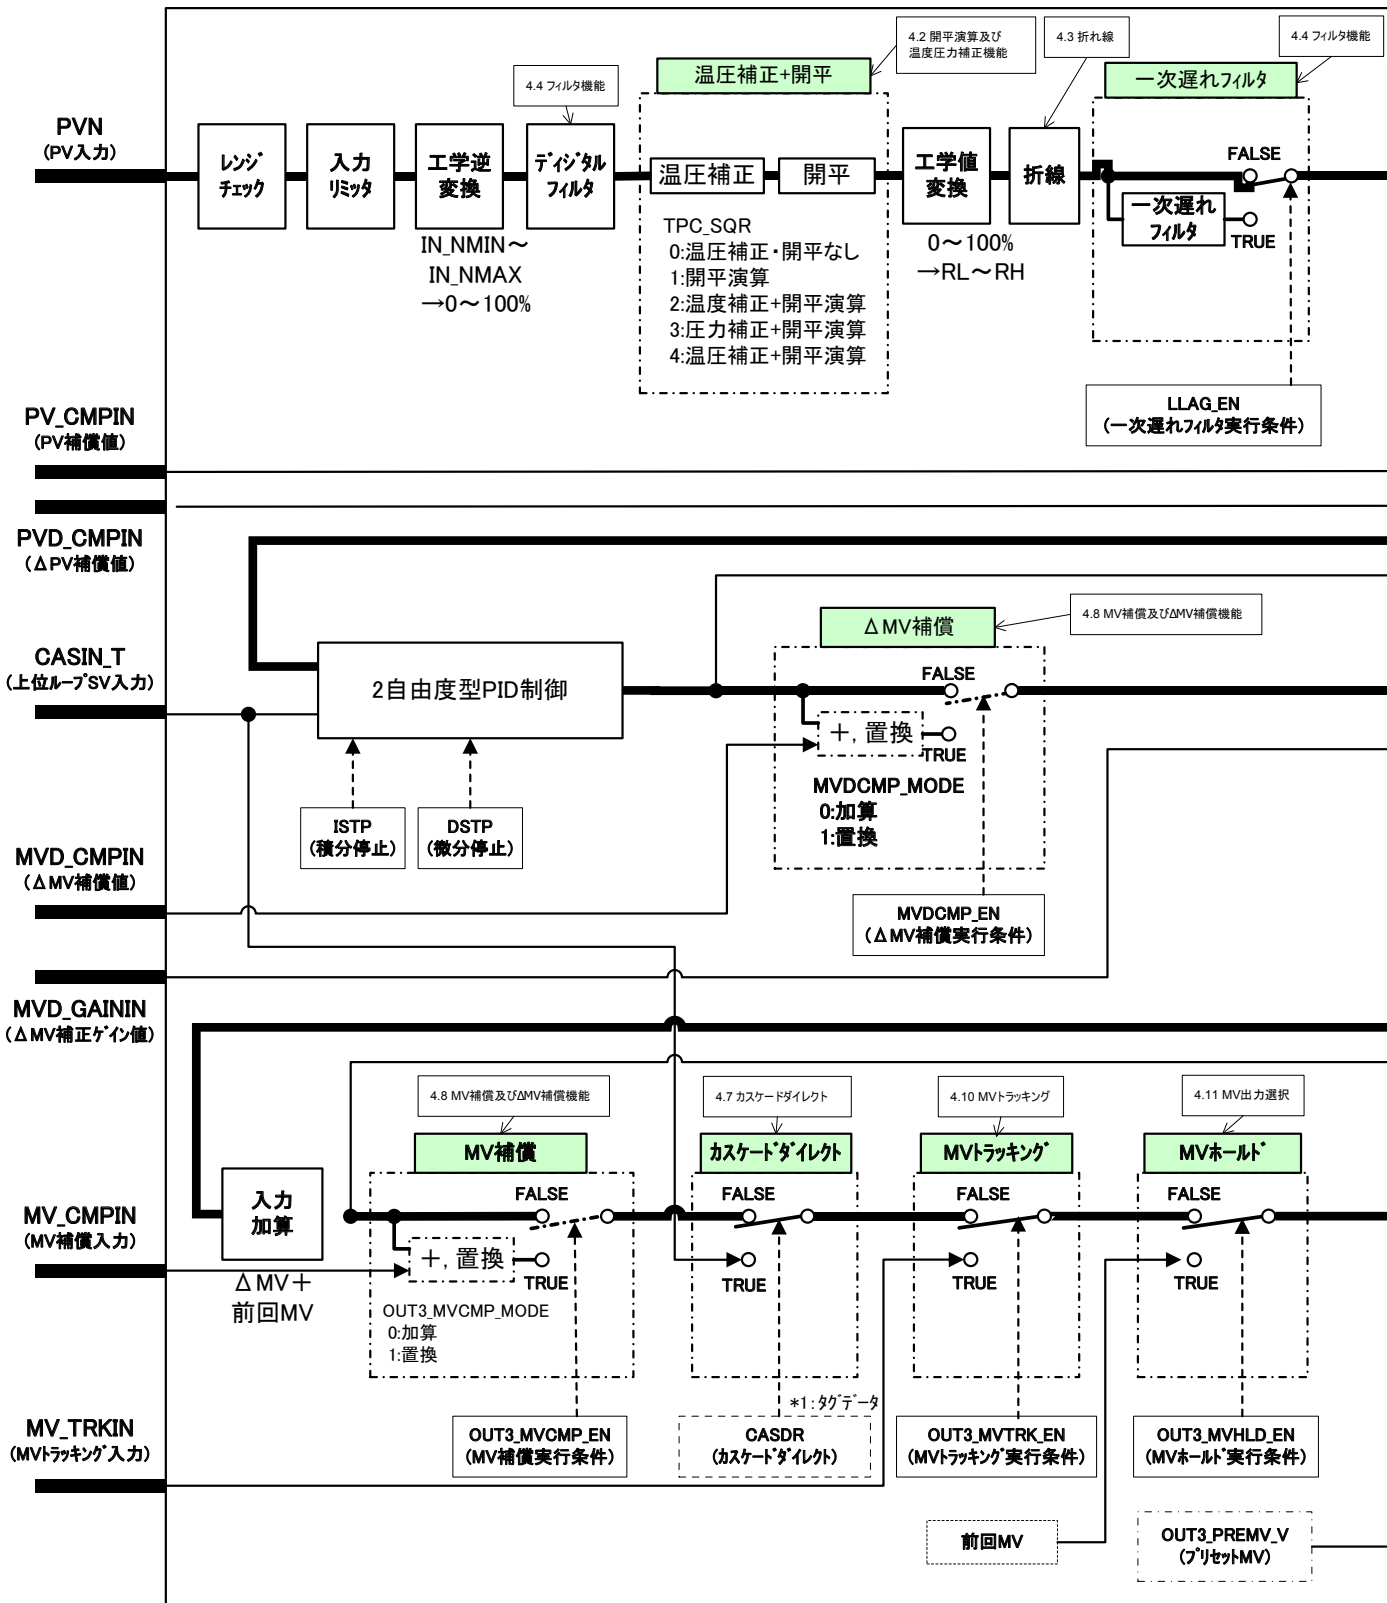 4.2 開平演算及び
温度圧力補正機能
4.3 折れ線
4.4 フィルタ機能
温圧補正+開平
一次遅れフィルタ
4.4 フィルタ機能
PVN
(PV入力)
レンジ
チェック
入力
リミッタ
工学逆
変換
ディジタル
フィルタ
温圧補正
開平
工学値
変換
折線
FALSE
一次遅れ
フィルタ
TRUE
IN_NMIN～
IN_NMAX
→0～100%
TPC_SQR
0:温圧補正・開平なし
1:開平演算
2:温度補正+開平演算
3:圧力補正+開平演算
4:温圧補正+開平演算
0～100%
→RL～RH
LLAG_EN
(一次遅れフィルタ実行条件)
PV_CMPIN
(PV補償値)
PVD_CMPIN
(ΔPV補償値)
ΔMV補償
4.8 MV補償及びΔMV補償機能
CASIN_T
(上位ループSV入力)
2自由度型PID制御
FALSE
+, 置換
TRUE
MVDCMP_MODE
0:加算
1:置換
ISTP
(積分停止)
DSTP
(微分停止)
MVD_CMPIN
(ΔMV補償値)
MVDCMP_EN
(ΔMV補償実行条件)
MVD_GAININ
(ΔMV補正ゲイン値)
4.8 MV補償及びΔMV補償機能
4.7 カスケードダイレクト
4.10 MVトラッキング
4.11 MV出力選択
MV補償
カスケードダイレクト
MVトラッキング
MVホールド
MV_CMPIN
(MV補償入力)
入力
加算
FALSE
FALSE
FALSE
FALSE
+, 置換
TRUE
TRUE
TRUE
TRUE
ΔMV+
前回MV
OUT3_MVCMP_MODE
0:加算
1:置換
*1:タグデータ
MV_TRKIN
(MVトラッキング入力)
OUT3_MVCMP_EN
(MV補償実行条件)
CASDR
(カスケードダイレクト)
OUT3_MVTRK_EN
(MVトラッキング実行条件)
OUT3_MVHLD_EN
(MVホールド実行条件)
前回MV
OUT3_PREMV_V
(プリセットMV)